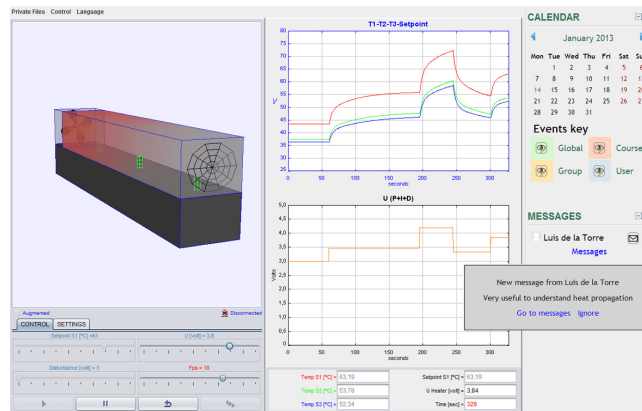 Private Files Control Language
T1-T2-T3-Setpoint
80
75
70
65
60
55
50
45
40
35
30
25
ºC
0 50 100 150 200 250 300
seconds
U (P+I+D)
5,0
4,5
4,0
3,5
3,0
2,5
2,0
1,5
1,0
0,5
0,0
Volts
0 50 100 150 200 250 300
seconds
Augmented Disconnected
CONTROL SETTINGS
Setpoint S1 [ºC] =63 U [volt] = 3,8
Disturbance [volt] = 3 Fps = 18
Temp S1 [ºC] = 63.19 Setpoint S1 [ºC] = 63.19
Temp S2 [ºC] = 53.78 U Heater [volt] = 3,84
Temp S3 [ºC] = 52.34 Time [sec] = 328
CALENDAR
January 2013
Mon Tue Wed Thu Fri Sat Su
1 2 3 4 5 6
7 8 9 10 11 12
14 15 16 17 18 19
21 22 23 24 25 26
28 29 30 31
Events key
Global Course
Group User
MESSAGES
Luis de la Torre
Messages
New message from Luis de la Torre
Very useful to understand heat propagation
Go to messages Ignore